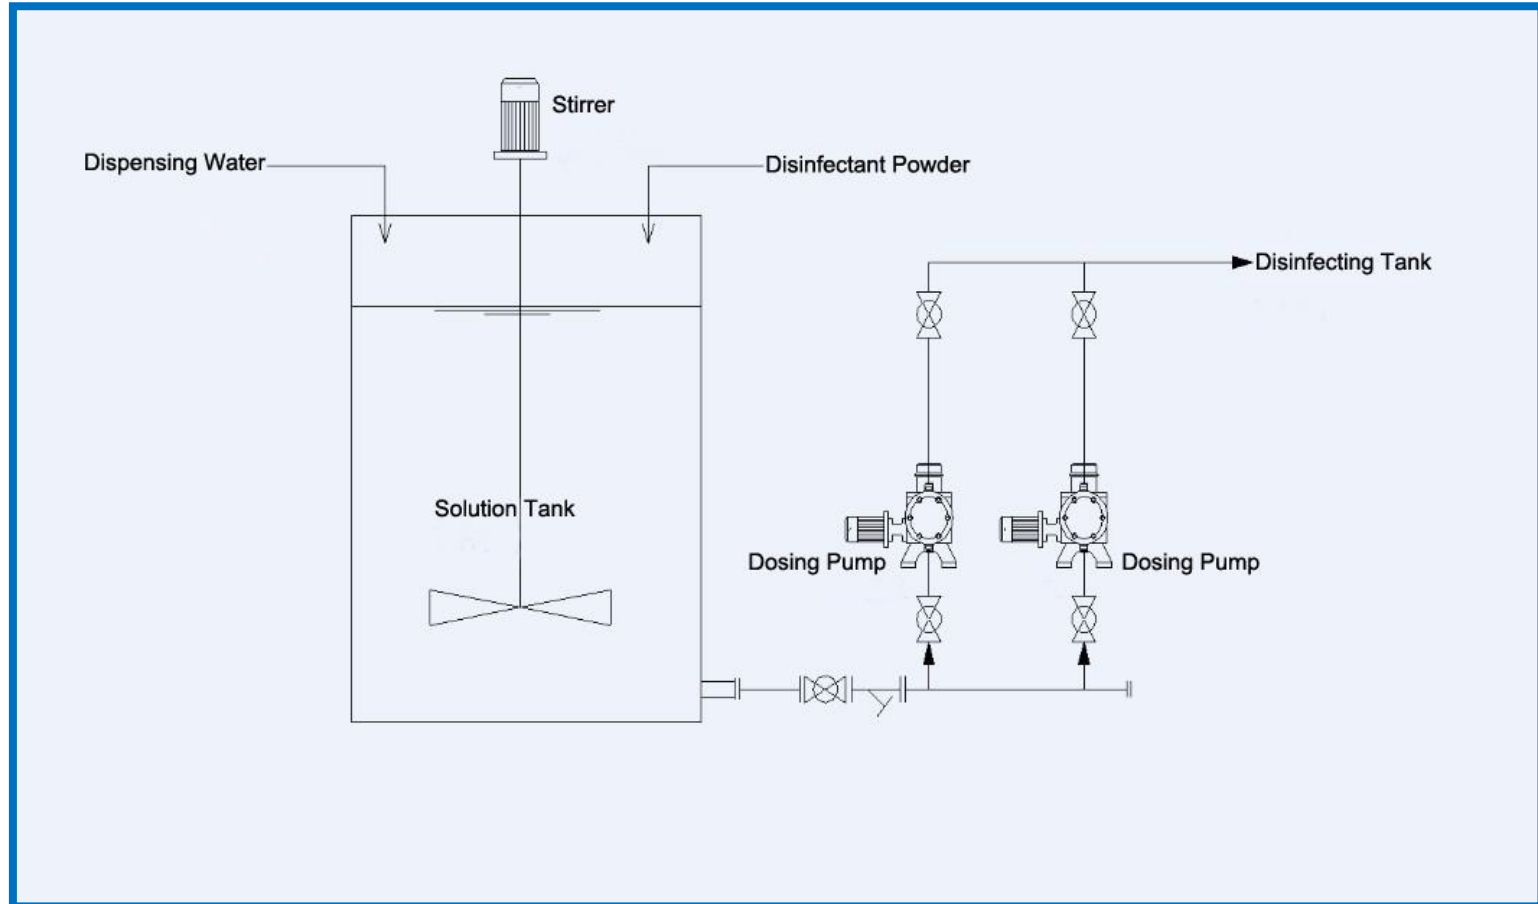 Stirrer
Dispensing Water
Disinfectant Powder
Disinfecting Tank
Solution Tank
Dosing Pump
Dosing Pump